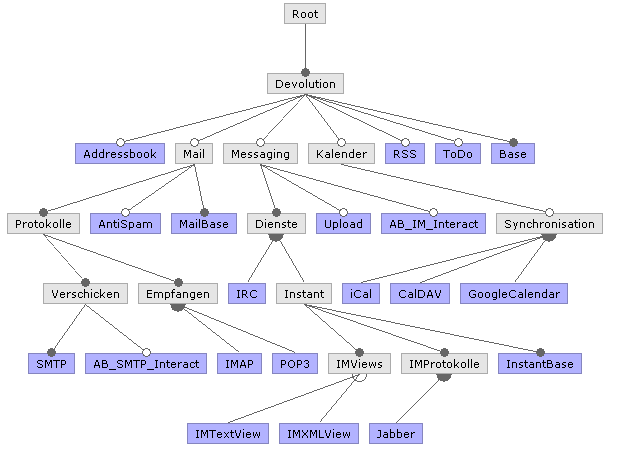 Root
Devolution
Addressbook
Mail
Messaging
Kalender
RSS
ToDo
Base
Protokolle
AntiSpam
MailBase
Dienste
Upload
AB_IM_Interact
Synchronisation
Verschicken
Empfangen
IRC
Instant
iCal
CalDAV
GoogleCalendar
SMTP
AB_SMTP_Interact
IMAP
POP3
IMViews
IMProtokolle
InstantBase
IMTextView
IMXMLView
Jabber